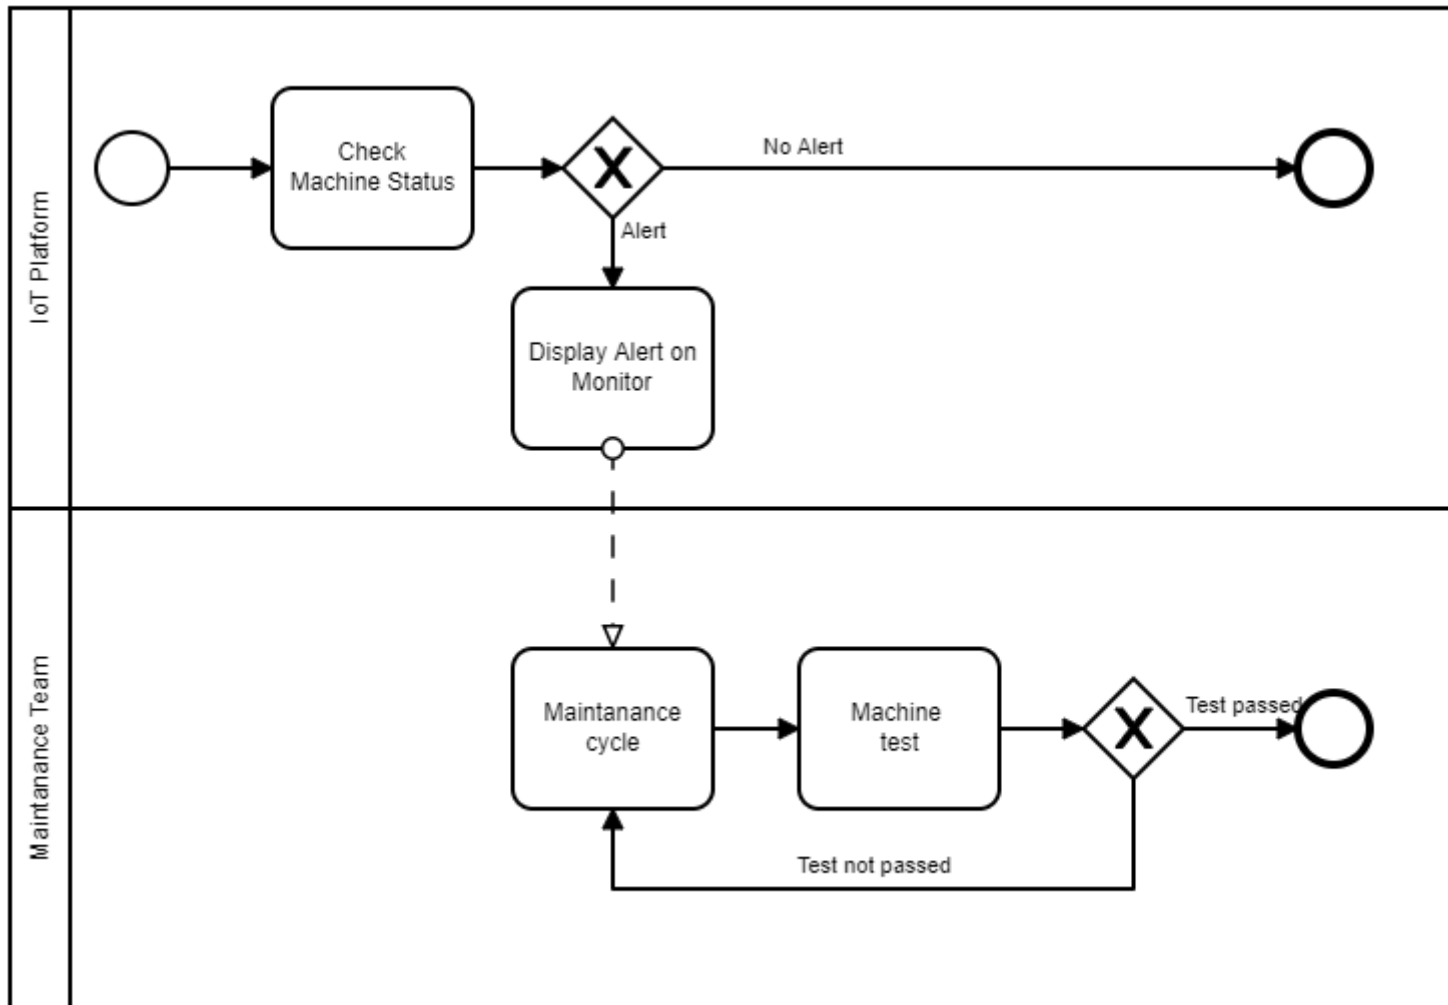 IoT Platform
Check
Machine Status
X
No Alert
Alert
Display Alert on
Monitor
Maintanance Team
Maintanance
cycle
Machine
test
X
Test passed
Test not passed